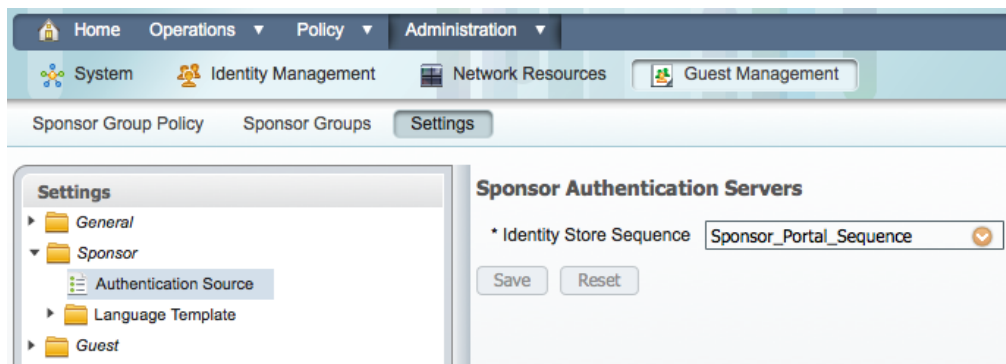 Home Operations Policy Administration
System Identity Management Network Resources Guest Management
Sponsor Group Policy Sponsor Groups Settings
Settings
General
Sponsor
Authentication Source
Language Template
Guest
Sponsor Authentication Servers
* Identity Store Sequence Sponsor_Portal_Sequence
Save Reset